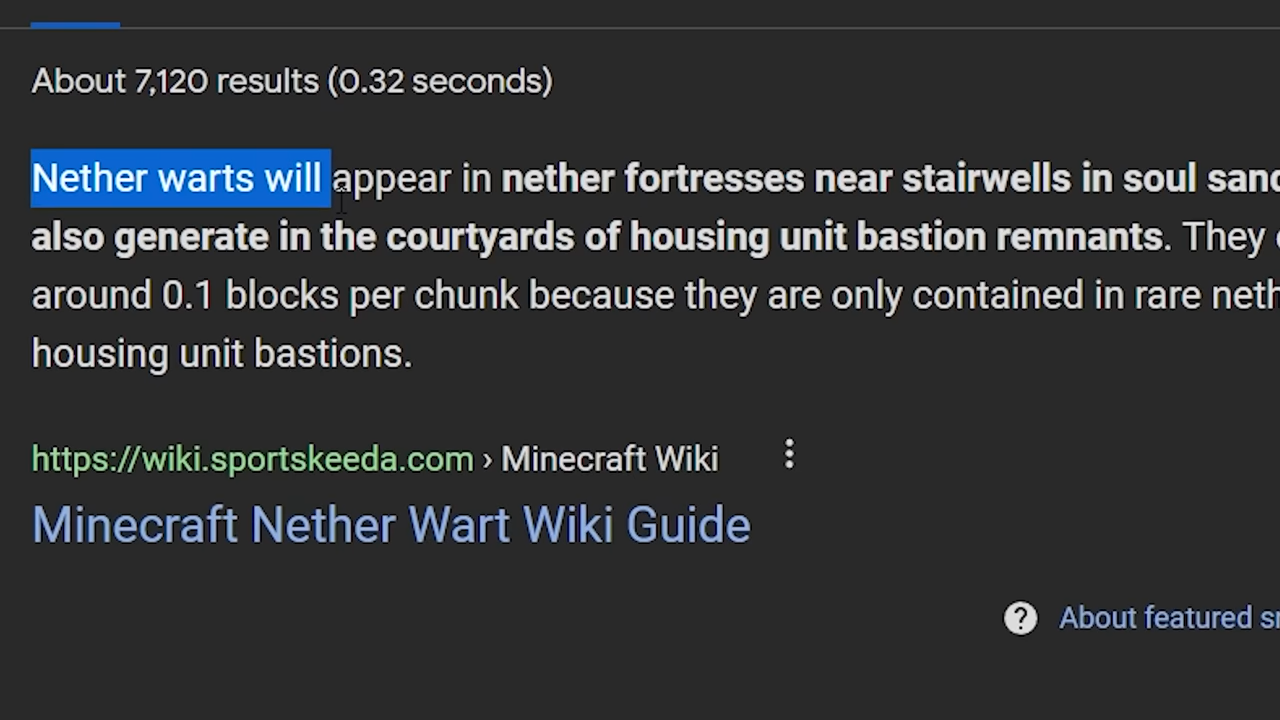 About 7,120 results (0.32 seconds)
Nether warts will appear in nether fortresses near stairwells in soul
also generate in the courtyards of housing unit bastion remnants. They
around 0.1 blocks per chunk because they are only contained in rare
housing unit bastions.
https://wiki.sportskeeda.com › Minecraft Wiki
Minecraft Nether Wart Wiki Guide
? About featured